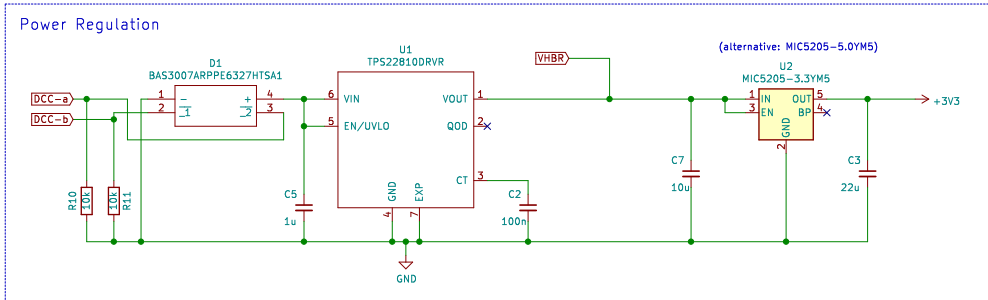 Power Regulation
(alternative: MIC5205-5.0YM5)
U1
TPS22810DRVR
D1
BAS3007ARPPE6327HTSA1
VHBR
U2
MIC5205-3.3YM5
DCC-a
1
-
+
4
6
VIN
VOUT
1
1
IN
OUT
5
+3V3
DCC-b
2
_1
_2
3
3
EN
BP
4
5
EN/UVLO
QOD
2
GND
2
R10
10k
10k
R11
C5
1u
CT
3
C2
100n
C7
10u
C3
22u
GND
4
EXP
7
GND